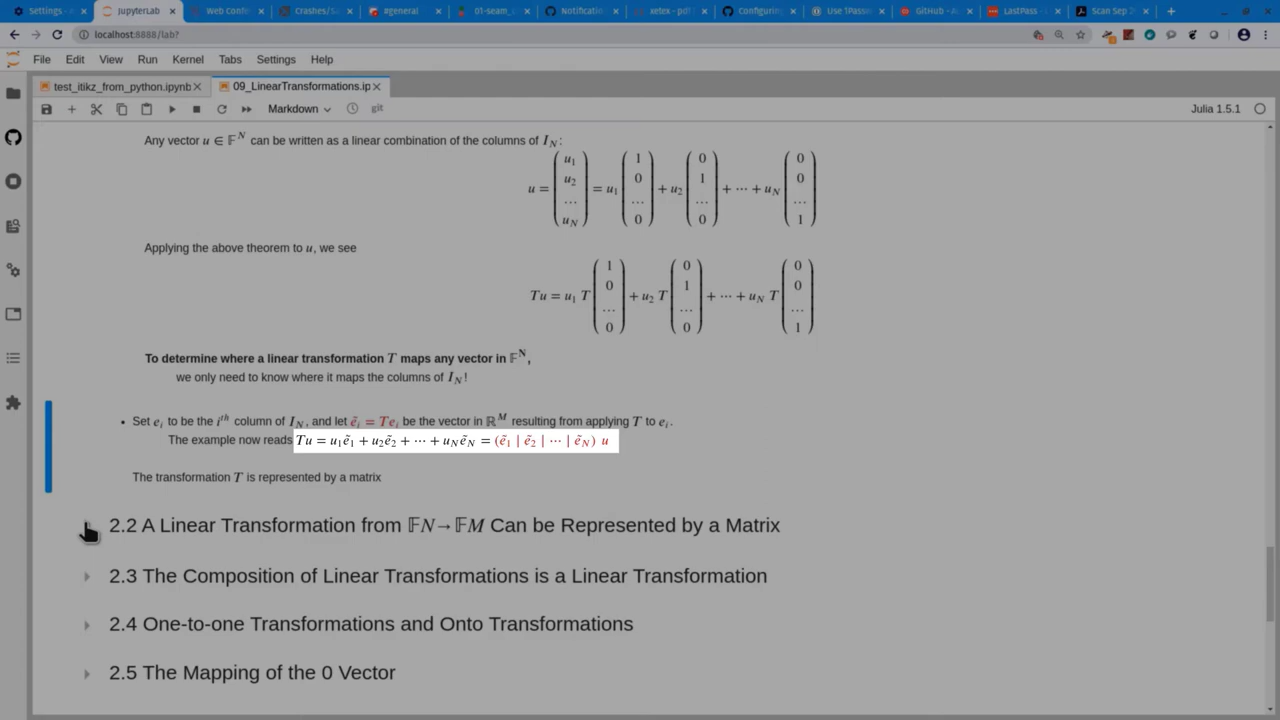 Settings - A
JupyterLab
Web Conf
Crashes/S
#general
01-seam_
Notificati
xetex - pdf
Configuring
Use 1Pass
GitHub - A
LastPass -
Scan Sep 2
localhost:8888/lab?
File Edit View Run Kernel Tabs Settings Help
test_itikz_from_python.ipynb
09_LinearTransformations.ip
Markdown
git
Julia 1.5.1
Any vector u ∈ 𝔽^N can be written as a linear combination of the columns of I_N:
u = (u_1 u_2 … u_N) = u_1 (1 0 … 0) + u_2 (0 1 … 0) + ⋯ + u_N (0 0 … 1)
Applying the above theorem to u, we see
Tu = u_1 T (1 0 … 0) + u_2 T (0 1 … 0) + ⋯ + u_N T (0 0 … 1)
To determine where a linear transformation T maps any vector in 𝔽^N,
we only need to know where it maps the columns of I_N!
• Set e_i to be the i^th column of I_N, and let ẽ_i = Te_i be the vector in ℝ^M resulting from applying T to e_i.
The example now reads Tu = u_1ẽ_1 + u_2ẽ_2 + ⋯ + u_Nẽ_N = (ẽ_1 | ẽ_2 | ⋯ | ẽ_N) u
The transformation T is represented by a matrix
2.2 A Linear Transformation from 𝔽N→𝔽M Can be Represented by a Matrix
2.3 The Composition of Linear Transformations is a Linear Transformation
2.4 One-to-one Transformations and Onto Transformations
2.5 The Mapping of the 0 Vector